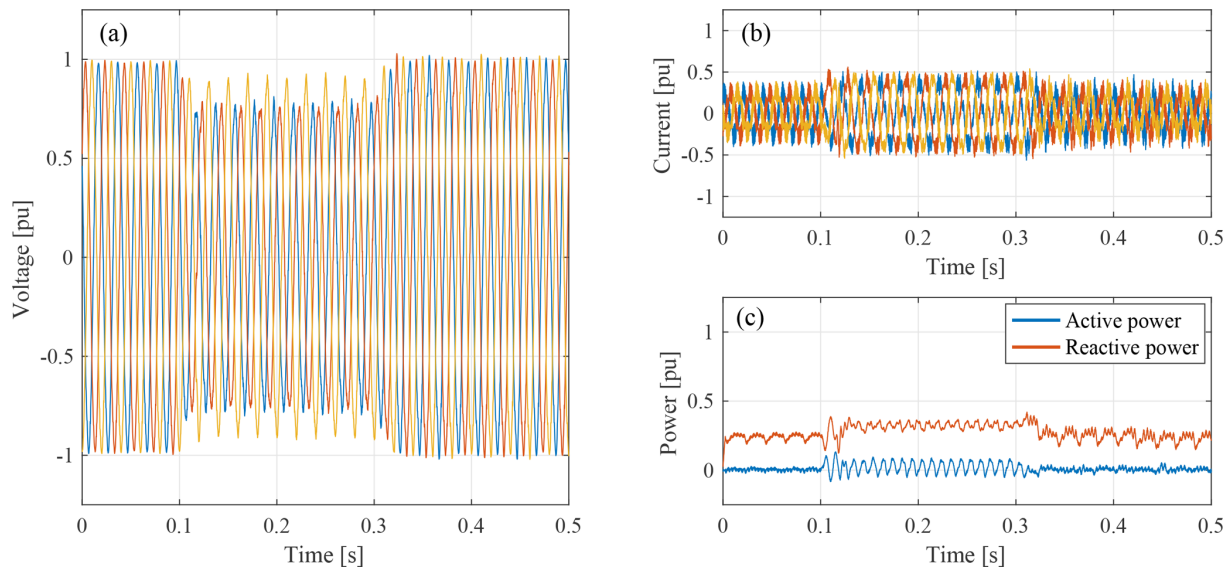 (a)
1
0.5
0
-0.5
-1
Voltage [pu]
0 0.1 0.2 0.3 0.4 0.5
Time [s]
(b)
1
0.5
0
-0.5
-1
Current [pu]
0 0.1 0.2 0.3 0.4 0.5
Time [s]
(c)
Active power
Reactive power
1
0.5
0
Power [pu]
0 0.1 0.2 0.3 0.4 0.5
Time [s]